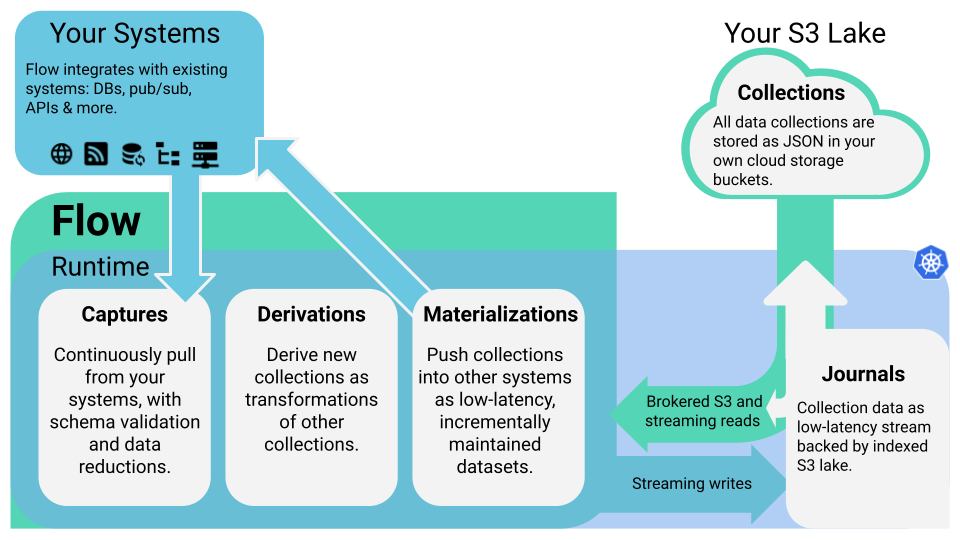 Your Systems
Flow integrates with existing
systems: DBs, pub/sub,
APIs & more.
Your S3 Lake
Collections
All data collections are
stored as JSON in your
own cloud storage
buckets.
Flow
Runtime
Captures
Continuously pull
from your
systems, with
schema validation
and data
reductions.
Derivations
Derive new
collections as
transformations
of other
collections.
Materializations
Push collections
into other systems
as low-latency,
incrementally
maintained
datasets.
Brokered S3 and
streaming reads
Streaming writes
Journals
Collection data as
low-latency stream
backed by indexed
S3 lake.